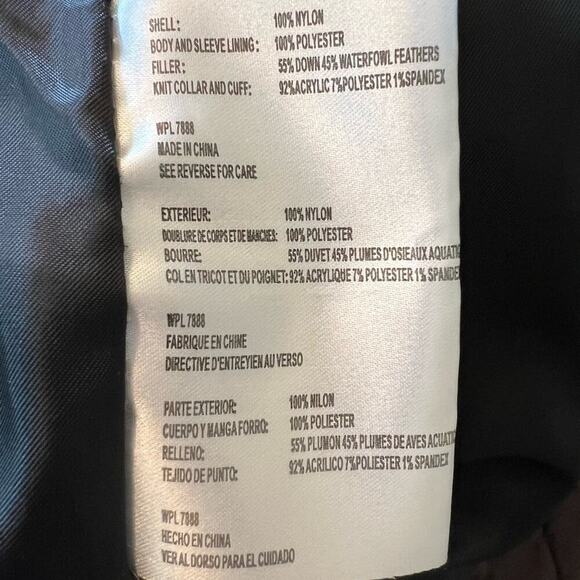 SHELL: 100% NYLON
BODY AND SLEEVE LINING: 100% POLYESTER
FILLER: 55% DOWN 45% WATERFOWL FEATHERS
KNIT COLLAR AND CUFF: 92%ACRYLIC 7%POLYESTER 1%SPANDEX
WPL 7888
MADE IN CHINA
SEE REVERSE FOR CARE
EXTERIEUR: 100% NYLON
DOUBLURE DE CORPS ET DE MANCHES: 100% POLYESTER
BOURRE: 55% DUVET 45% PLUMES D'OSIEAUX AQUATIC
COL EN TRICOT ET DU POIGNET: 92% ACRYLIQUE 7% POLYESTER 1% SPANDE
WPL 7888
FABRIQUE EN CHINE
DIRECTIVE D'ENTREYIEN AU VERSO
PARTE EXTERIOR: 100% NILON
CUERPO Y MANGA FORRO: 100% POLIESTER
RELLENO: 55% PLUMON 45% PLUMES DE AVES ACUATIC
TEJIDO DE PUNTO: 92% ACRILICO 7%POLIESTER 1% SPANDEX
WPL 7888
HECHO EN CHINA
VER AL DORSO PARA EL CUIDADO